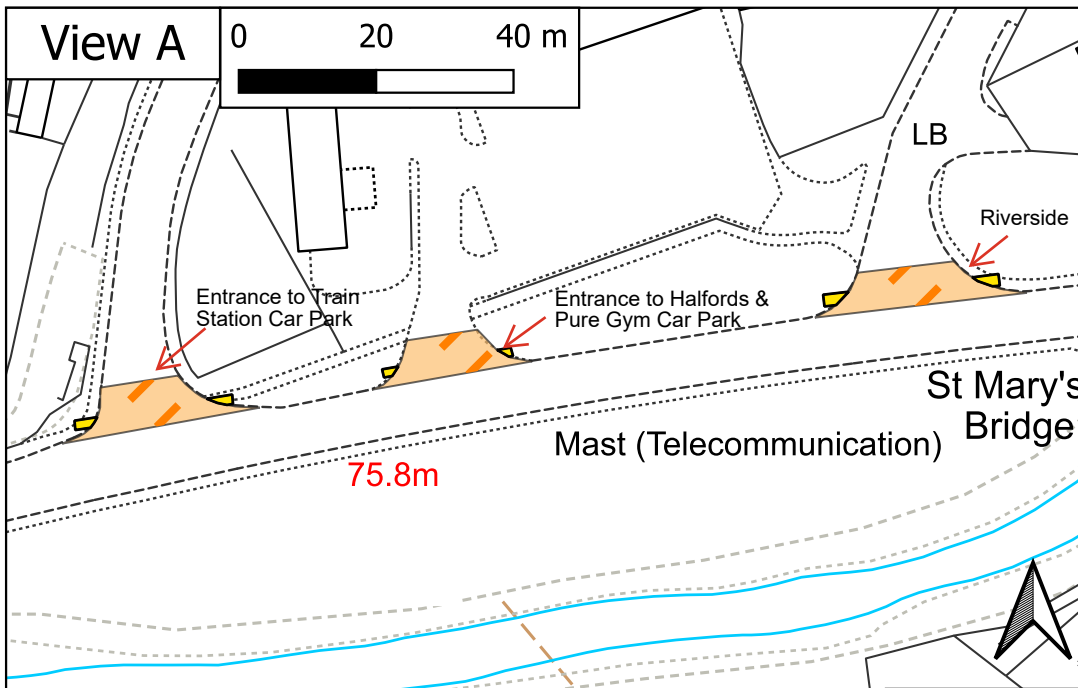 View A
0 20 40 m
LB
Riverside
Entrance to Train
Station Car Park
Entrance to Halfords &
Pure Gym Car Park
St Mary's
Bridge
Mast (Telecommunication)
75.8m